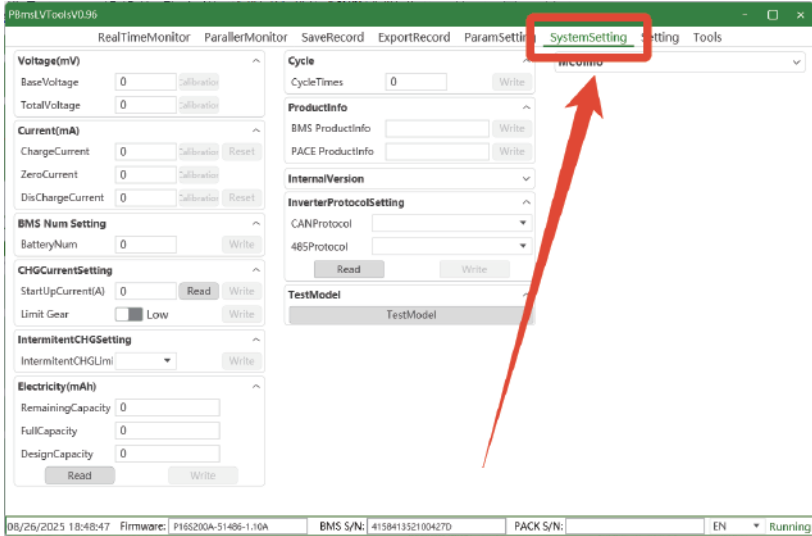 PBmsLVToolsV0.96
RealTimeMonitor ParallerMonitor SaveRecord ExportRecord ParamSetting SystemSetting Setting Tools
Voltage(mV)
BaseVoltage 0 Calibration
TotalVoltage 0 Calibration
Current(mA)
ChargeCurrent 0 Calibration Reset
ZeroCurrent 0 Calibration
DisChargeCurrent 0 Calibration Reset
BMS Num Setting
BatteryNum 0 Write
CHGCurrentSetting
StartUpCurrent(A) 0 Read Write
Limit Gear Low Write
IntermitentCHGSetting
IntermitentCHGLimi Write
Electricity(mAh)
RemainingCapacity 0
FullCapacity 0
DesignCapacity 0
Read Write
Cycle
CycleTimes 0 Write
ProductInfo
BMS ProductInfo Write
PACE ProductInfo Write
InternalVersion
InverterProtocolSetting
CANProtocol
485Protocol
Read Write
TestModel
TestModel
08/26/2025 18:48:47 Firmware: P16S200A-51486-1.10A BMS S/N: 415841352100427D PACK S/N: EN Running